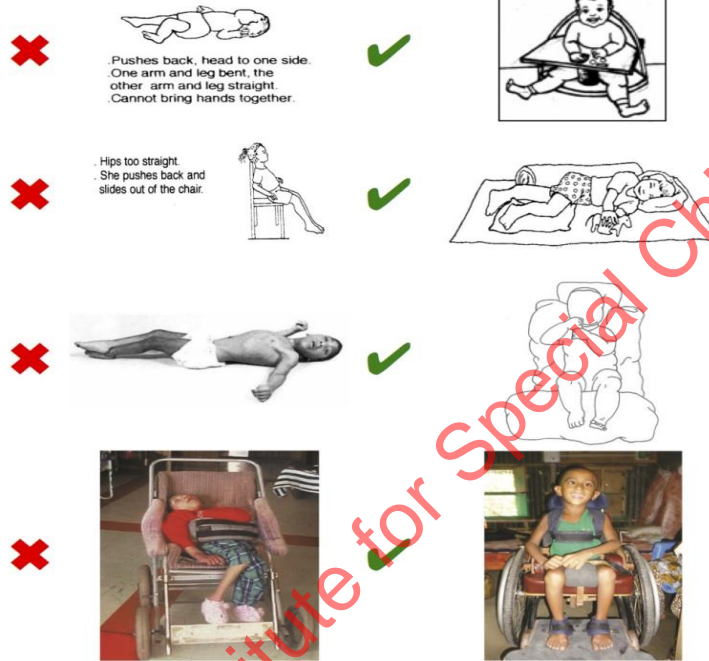 .Pushes back, head to one side.
.One arm and leg bent, the
other arm and leg straight.
.Cannot bring hands together.
. Hips too straight.
. She pushes back and
slides out of the chair.
itute for Special Ch